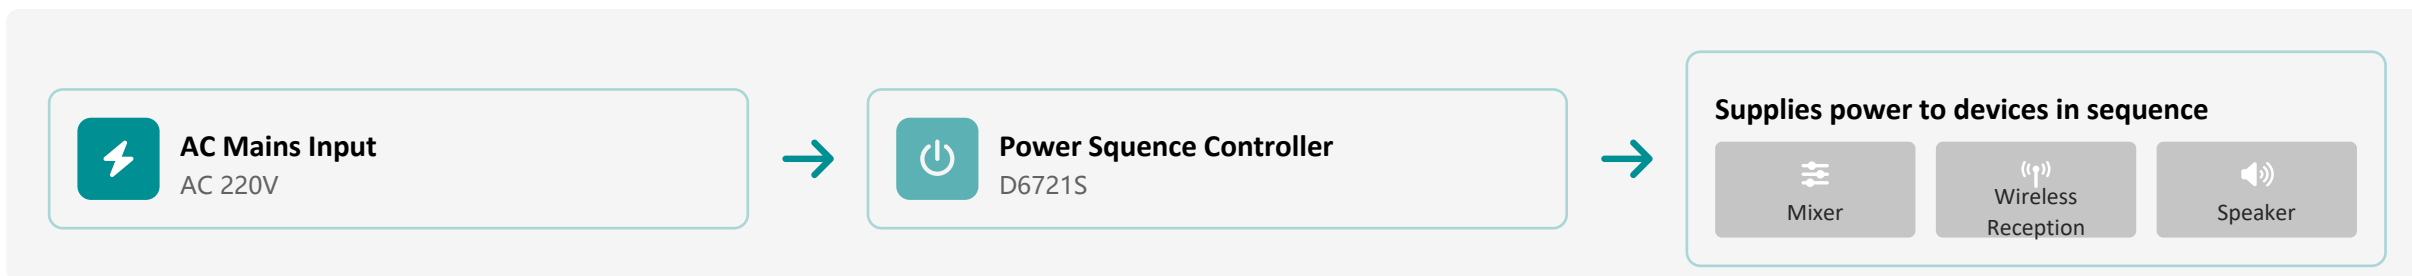 AC Mains Input
AC 220V
Power Squence Controller
D6721S
Supplies power to devices in sequence
Mixer
Wireless
Reception
Speaker